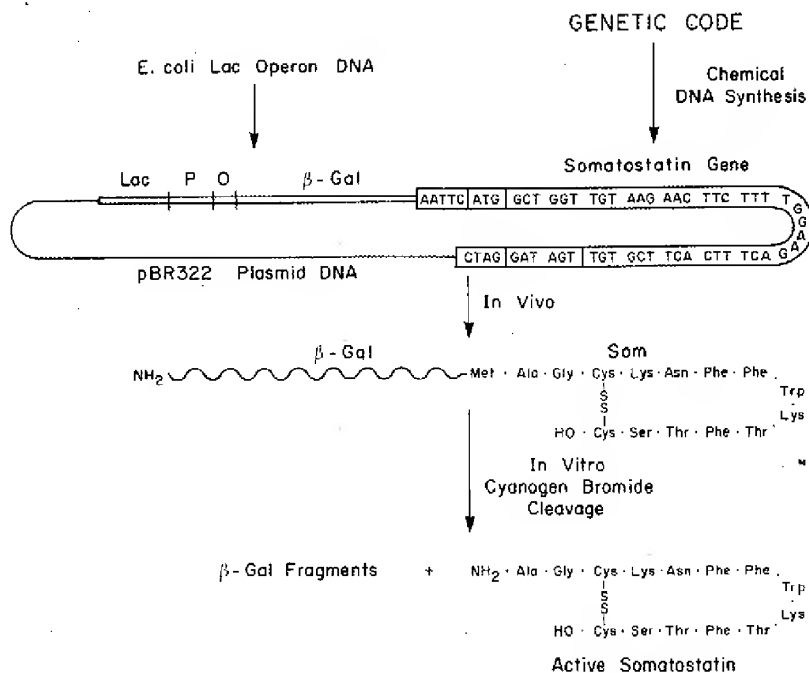 GENETIC CODE
E. coli Lac Operon DNA
Chemical
DNA Synthesis
Somatostatin Gene
Lac P O β-Gal
AATTC ATG GCT GGT TGT AAG AAC TTC TTT
T G G A A G
CTAG GAT AGT TGT GCT TCA CTT TCA
pBR322 Plasmid DNA
In Vivo
β-Gal Som
NH₂ Met · Ala · Gly · Cys · Lys · Asn · Phe · Phe
Trp
Lys
S
S
HO · Cys · Ser · Thr · Phe · Thr
In Vitro
Cyanogen Bromide
Cleavage
β-Gal Fragments + NH₂ · Ala · Gly · Cys · Lys · Asn · Phe · Phe
Trp
Lys
S
S
HO · Cys · Ser · Thr · Phe · Thr
Active Somatostatin